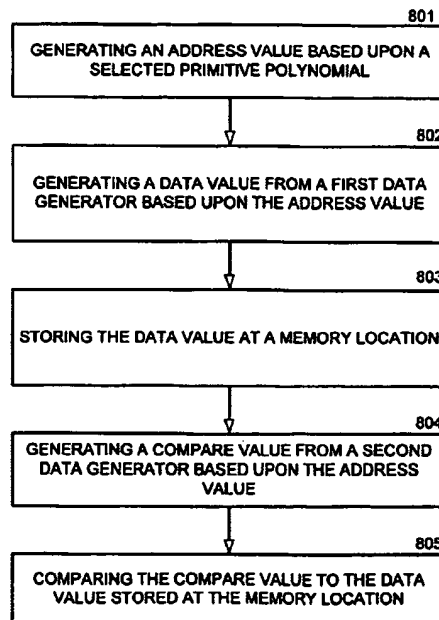 801
GENERATING AN ADDRESS VALUE BASED UPON A
SELECTED PRIMITIVE POLYNOMIAL
802
GENERATING A DATA VALUE FROM A FIRST DATA
GENERATOR BASED UPON THE ADDRESS VALUE
803
STORING THE DATA VALUE AT A MEMORY LOCATION
804
GENERATING A COMPARE VALUE FROM A SECOND
DATA GENERATOR BASED UPON THE ADDRESS
VALUE
805
COMPARING THE COMPARE VALUE TO THE DATA
VALUE STORED AT THE MEMORY LOCATION